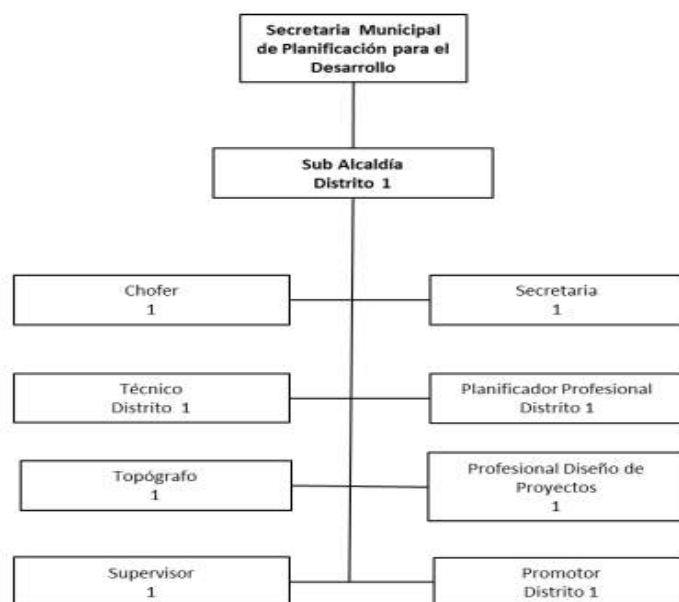 Secretaria Municipal
de Planificación para el
Desarrollo
Sub Alcaldía
Distrito 1
Chofer
1
Secretaria
1
Técnico
Distrito 1
Planificador Profesional
Distrito 1
Topógrafo
1
Profesional Diseño de
Proyectos
1
Supervisor
1
Promotor
Distrito 1